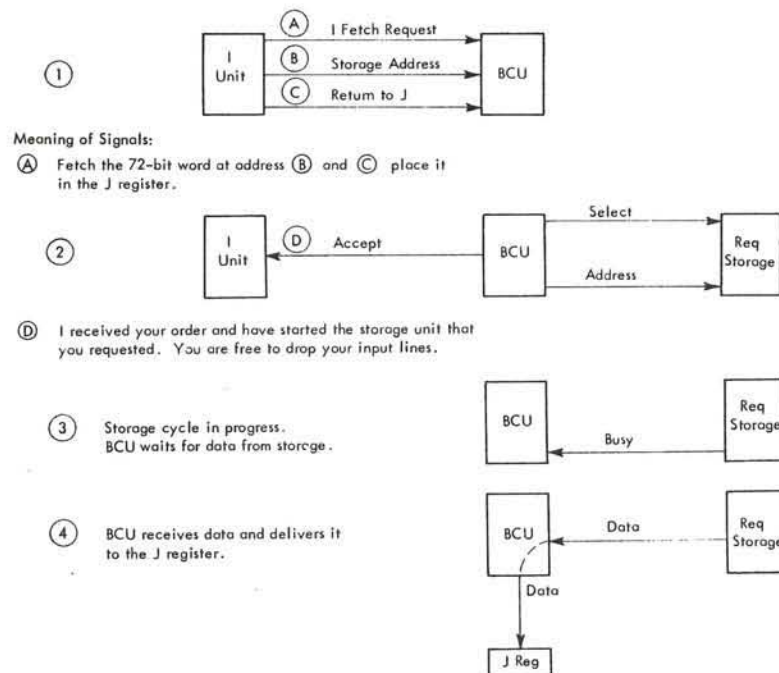 1
I
Unit
A I Fetch Request
B Storage Address
C Return to J
BCU
Meaning of Signals:
A Fetch the 72-bit word at address B and C place it
in the J register.
2
I
Unit
D Accept
BCU
Select
Address
Req
Storage
D I received your order and have started the storage unit that
you requested. You are free to drop your input lines.
3 Storage cycle in progress.
BCU waits for data from storage.
BCU
Busy
Req
Storage
4 BCU receives data and delivers it
to the J register.
BCU
Data
Req
Storage
Data
J Reg